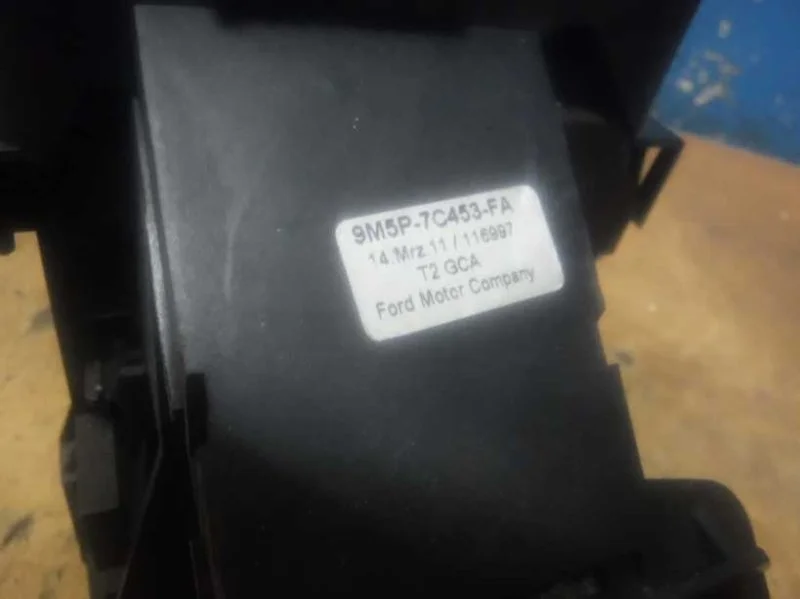 9M5P-7C453-FA
14.Mrz.11 / 116997
T2 GCA
Ford Motor Company